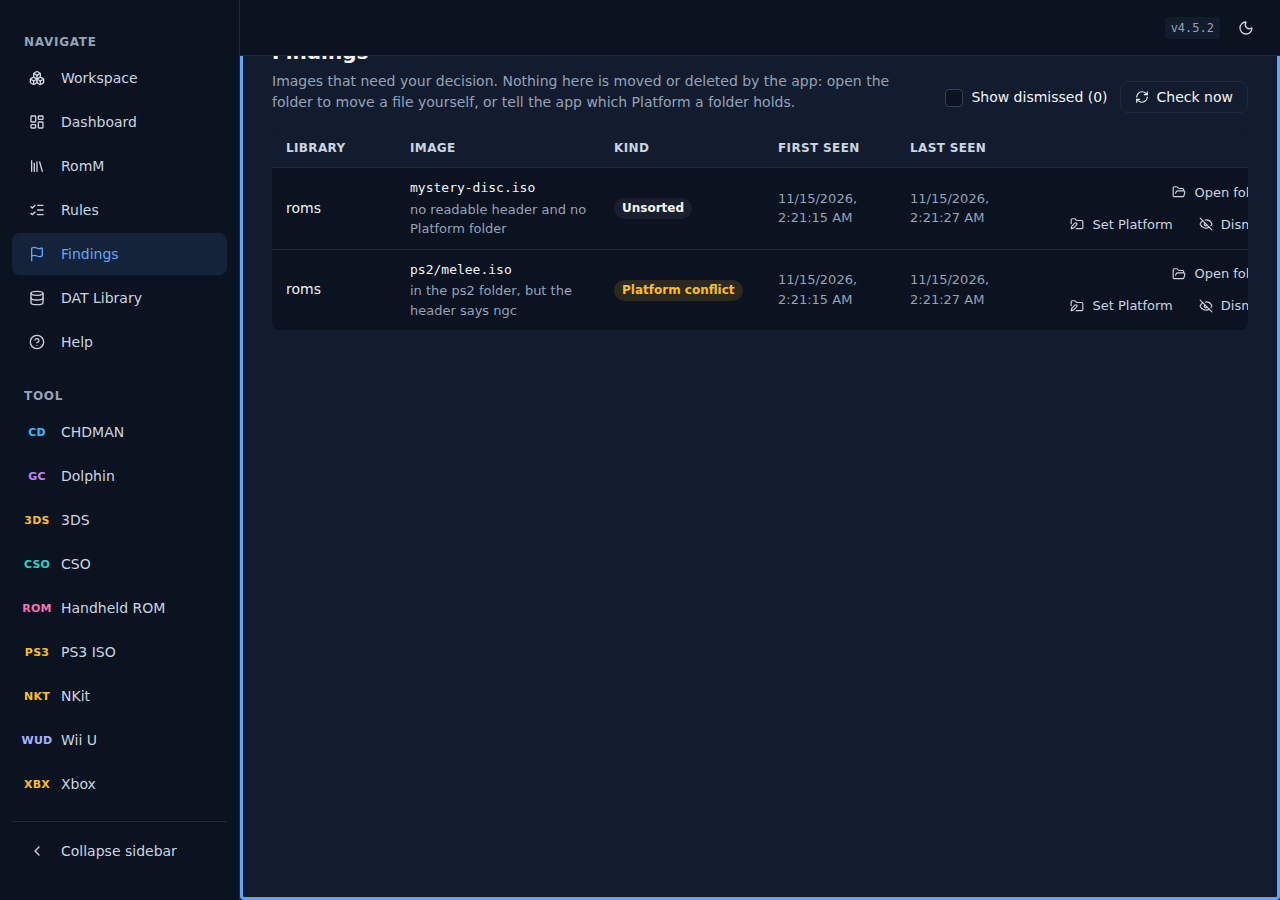 v4.5.2
NAVIGATE
Workspace
Dashboard
RomM
Rules
Findings
DAT Library
Help
TOOL
CD CHDMAN
GC Dolphin
3DS 3DS
CSO CSO
ROM Handheld ROM
PS3 PS3 ISO
NKT NKit
WUD Wii U
XBX Xbox
Collapse sidebar
Findings
Images that need your decision. Nothing here is moved or deleted by the app: open the
folder to move a file yourself, or tell the app which Platform a folder holds.
Show dismissed (0)
Check now
LIBRARY IMAGE KIND FIRST SEEN LAST SEEN
roms
mystery-disc.iso
no readable header and no
Platform folder
Unsorted
11/15/2026,
2:21:15 AM
11/15/2026,
2:21:27 AM
Open fol
Set Platform
Dism
roms
ps2/melee.iso
in the ps2 folder, but the
header says ngc
Platform conflict
11/15/2026,
2:21:15 AM
11/15/2026,
2:21:27 AM
Open fol
Set Platform
Dism